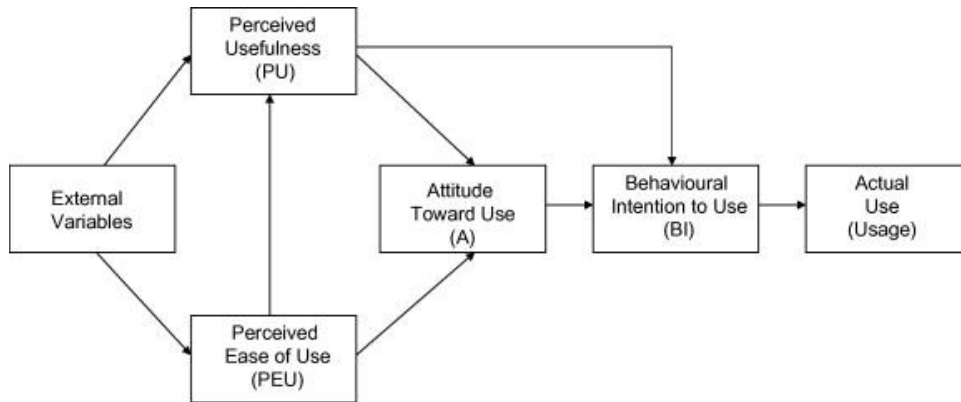 Perceived
Usefulness
(PU)
External
Variables
Attitude
Toward Use
(A)
Behavioural
Intention to Use
(BI)
Actual
Use
(Usage)
Perceived
Ease of Use
(PEU)